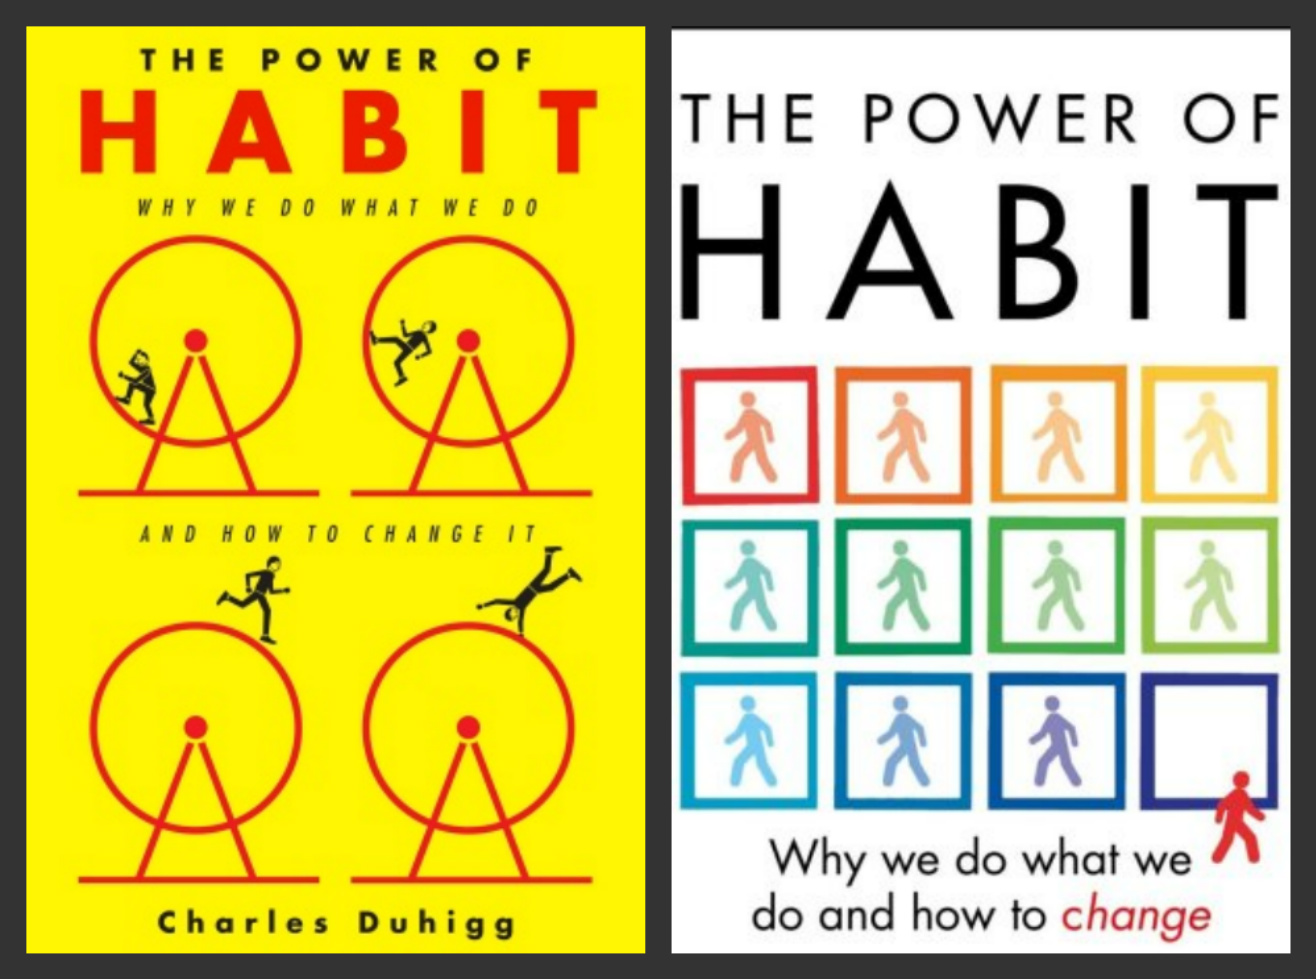 THE POWER OF
HABIT
WHY WE DO WHAT WE DO
AND HOW TO CHANGE IT
Charles Duhigg
THE POWER OF
HABIT
Why we do what we
do and how to change